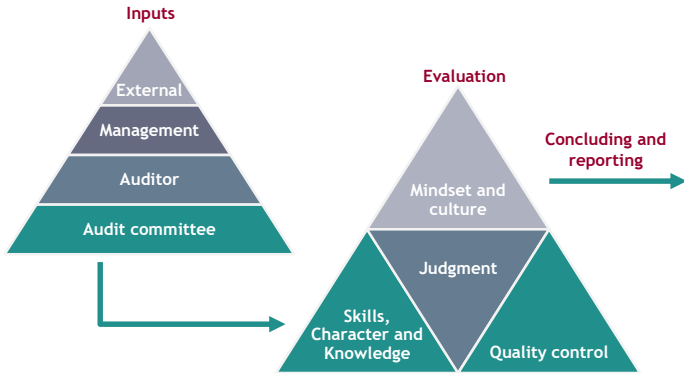 Inputs
External
Management
Auditor
Audit committee
Evaluation
Mindset and
culture
Judgment
Skills,
Character and
Knowledge
Quality control
Concluding and
reporting